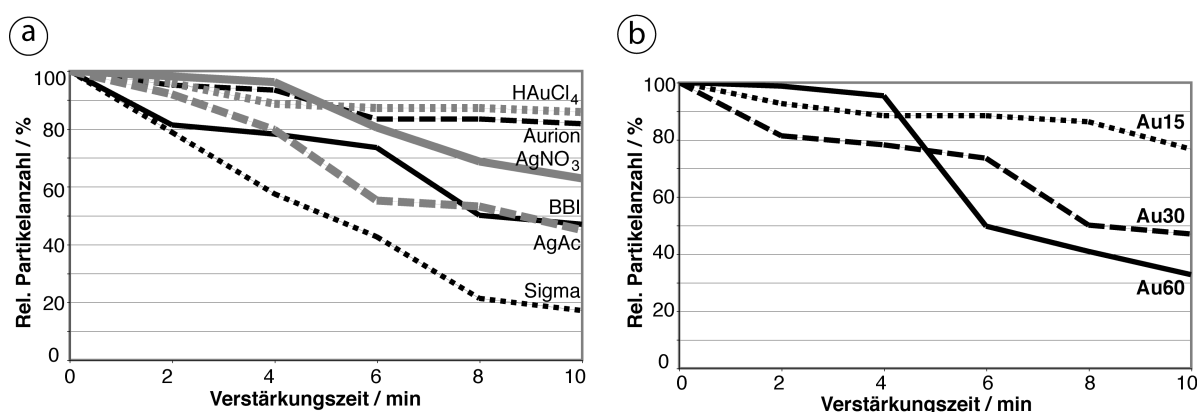 a
Rel. Partikelanzahl / %
100
80
60
40
20
0
HAuCl4
Aurion
AgNO3
BBI
AgAc
Sigma
0 2 4 6 8 10
Verstärkungszeit / min
b
Rel. Partikelanzahl / %
100
80
60
40
20
0
Au15
Au30
Au60
0 2 4 6 8 10
Verstärkungszeit / min